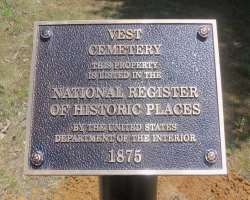 VEST
CEMETERY
THIS PROPERTY
IS LISTED IN THE
NATIONAL REGISTER
OF HISTORIC PLACES
BY THE UNITED STATES
DEPARTMENT OF THE INTERIOR
1875